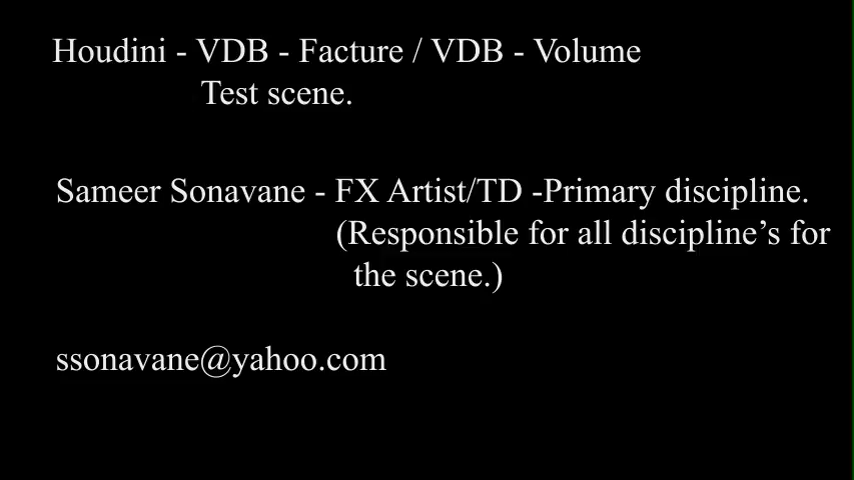 Houdini - VDB - Facture / VDB - Volume
Test scene.
Sameer Sonavane - FX Artist/TD -Primary discipline.
(Responsible for all discipline’s for
the scene.)
ssonavane@yahoo.com